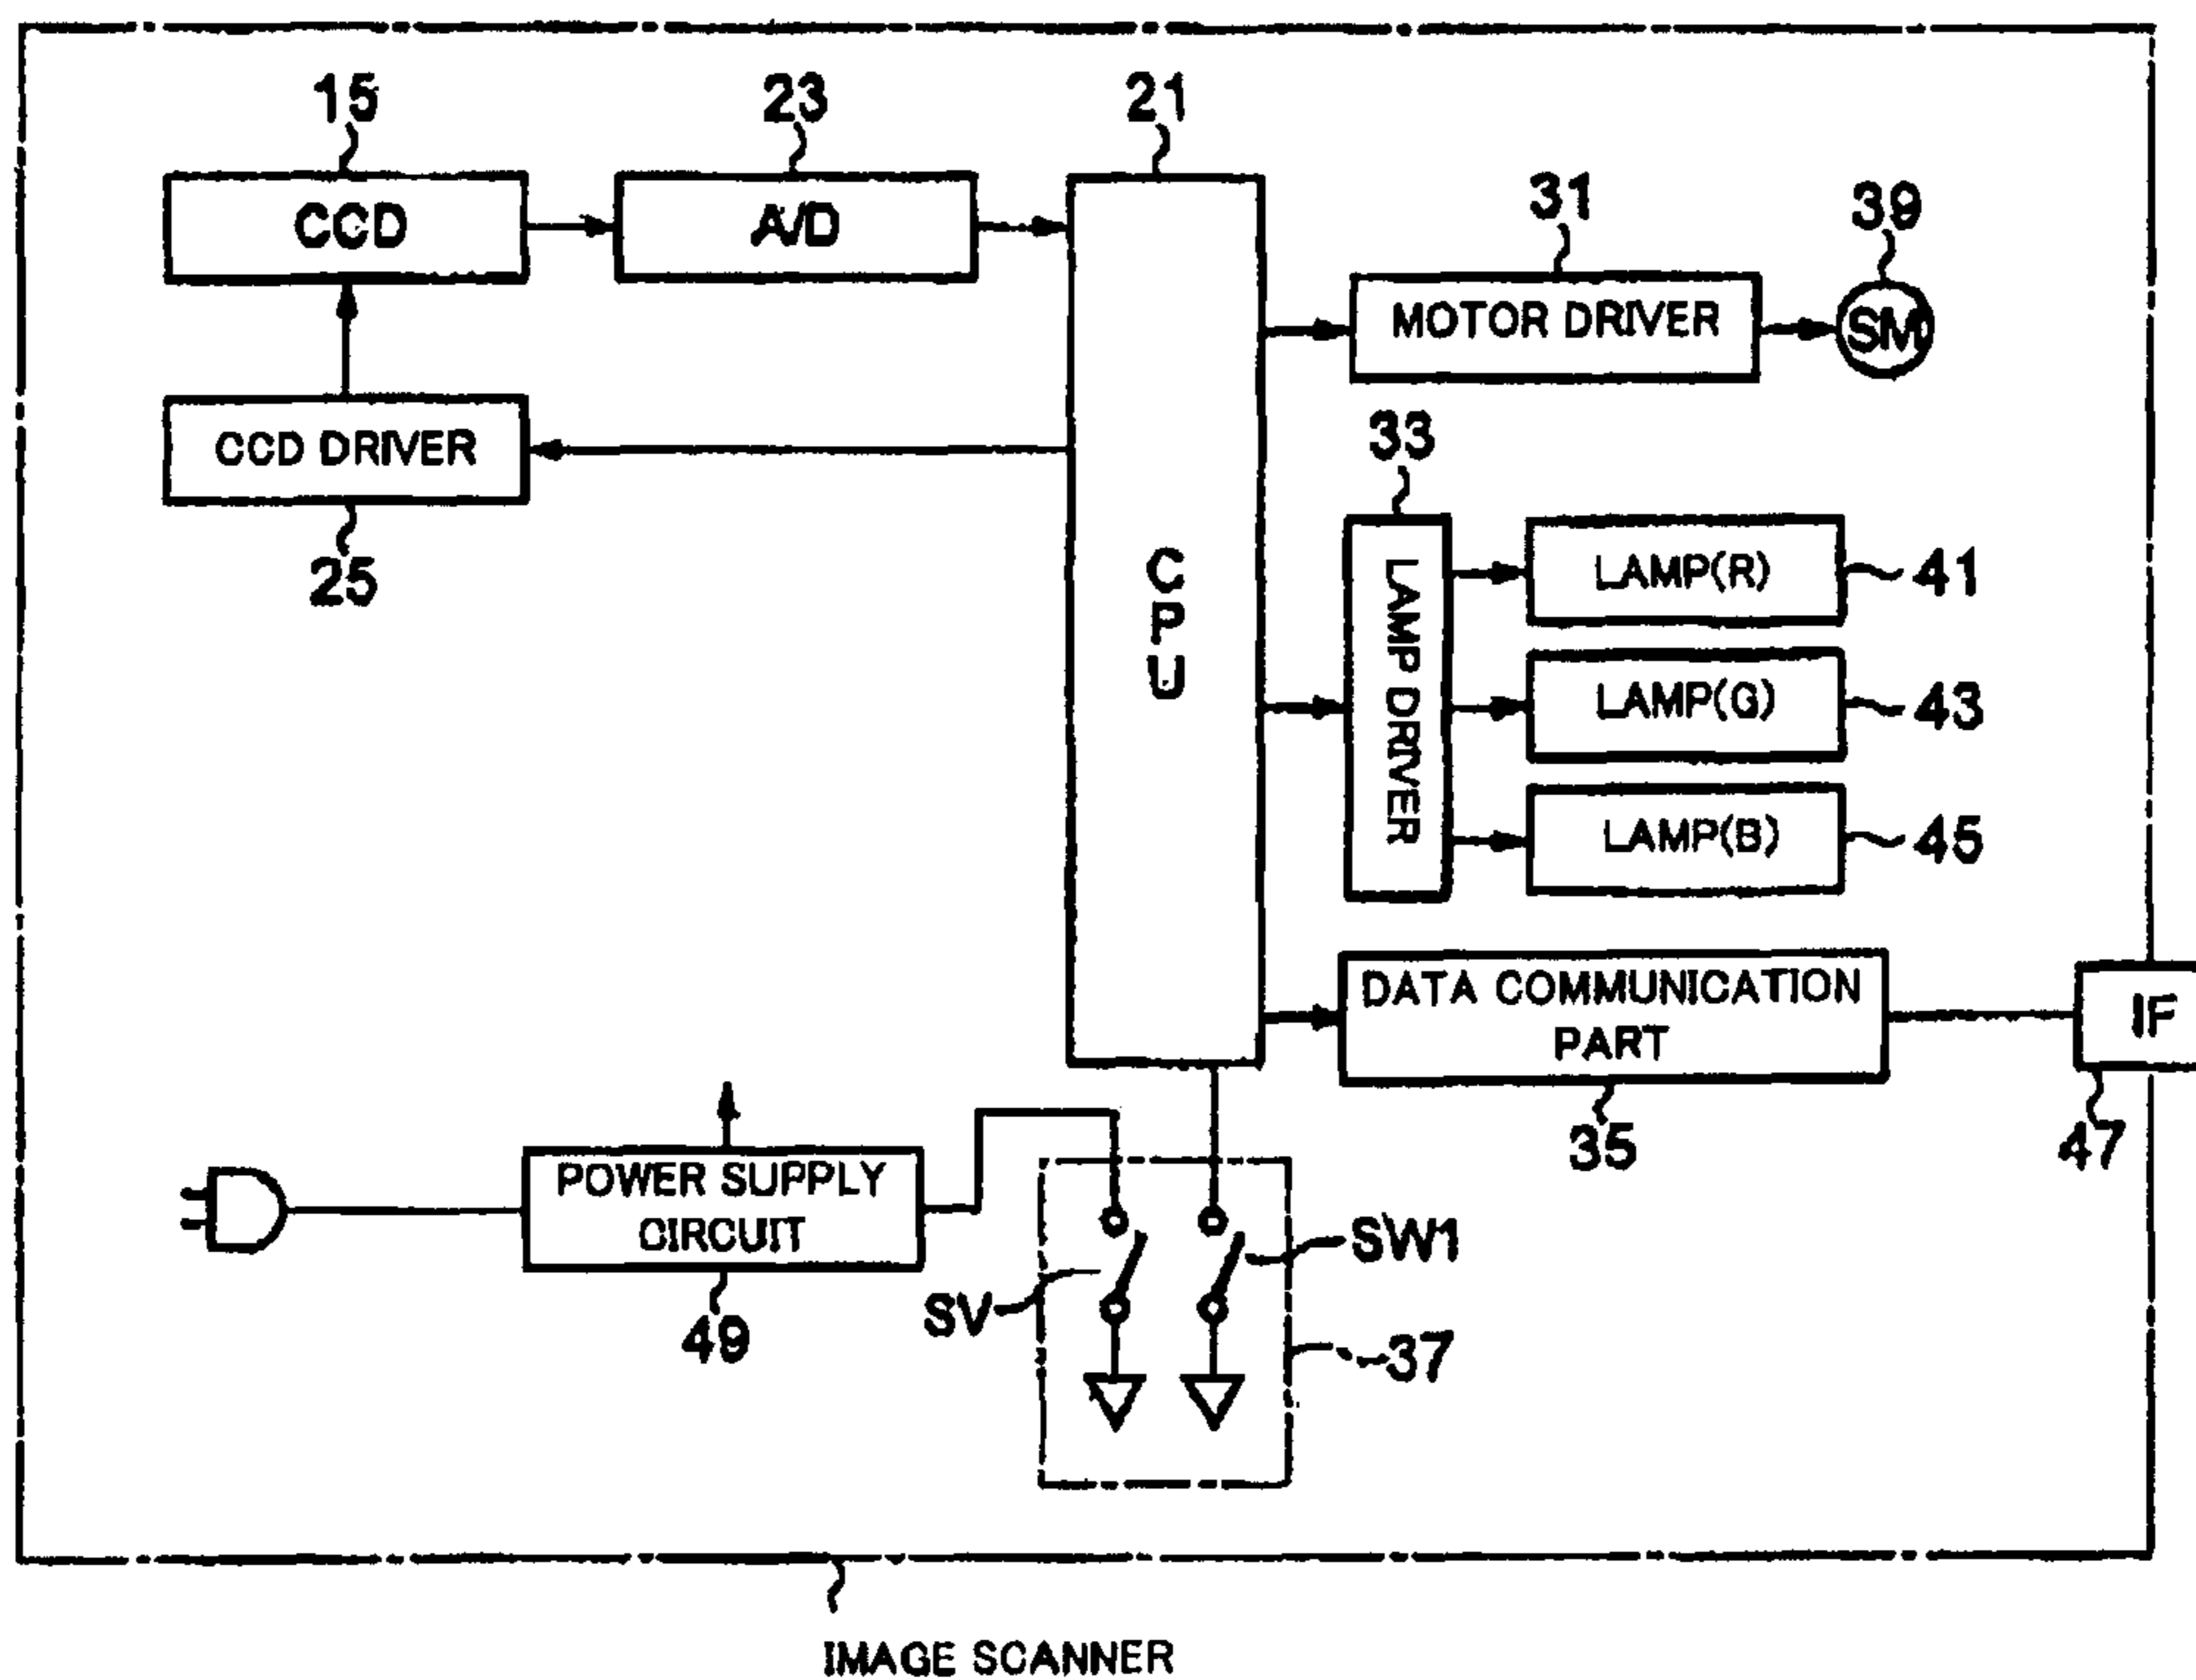 15
23
21
CCD
A/D
31
39
MOTOR DRIVER
SM
CCD DRIVER
25
33
CPU
LAMP DRIVER
LAMP(R)
41
LAMP(G)
43
LAMP(B)
45
DATA COMMUNICATION
PART
35
IF
47
POWER SUPPLY
CIRCUIT
49
SV
SW1
37
IMAGE SCANNER